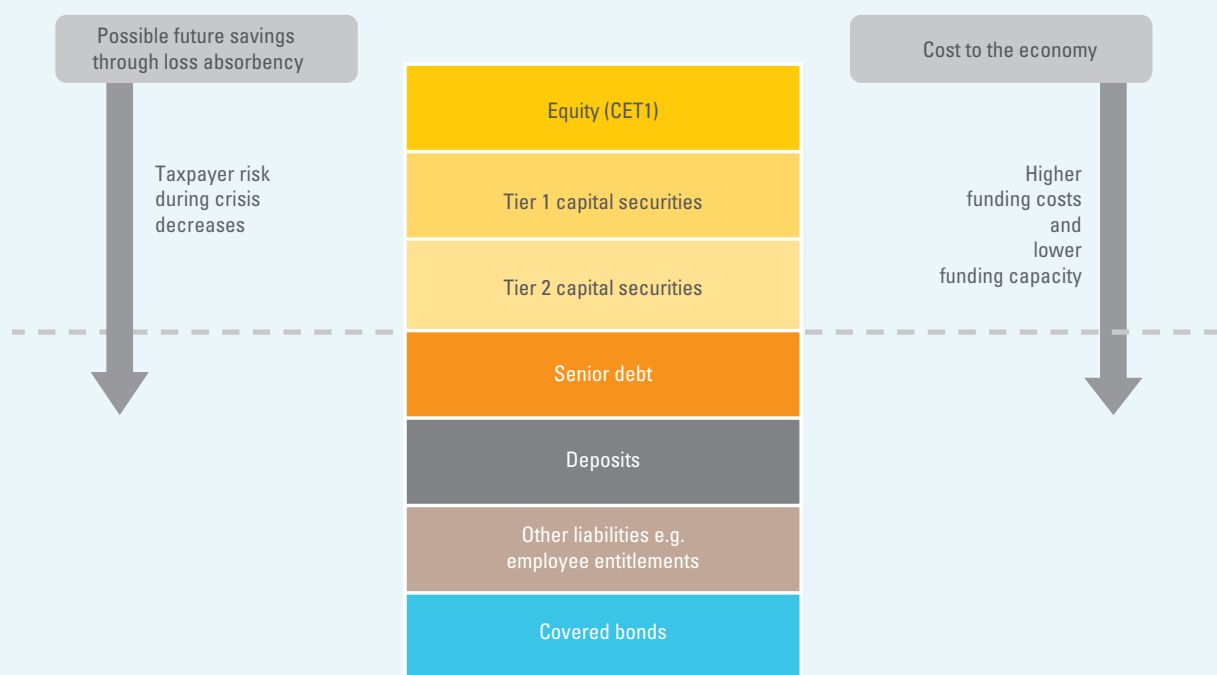 Possible future savings
through loss absorbency
Cost to the economy
Equity (CET1)
Taxpayer risk
during crisis
decreases
Higher
funding costs
and
lower
funding capacity
Tier 1 capital securities
Tier 2 capital securities
Senior debt
Deposits
Other liabilities e.g.
employee entitlements
Covered bonds